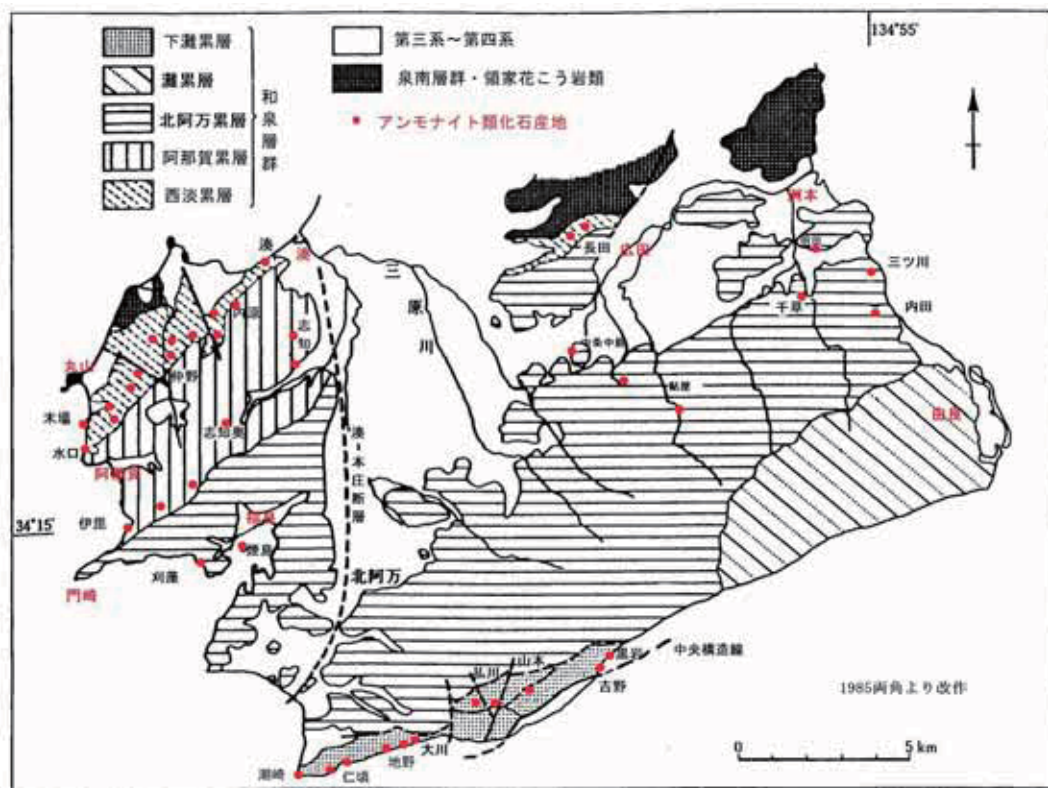 下灘累層
灘累層
北阿万累層
阿那賀累層
西淡累層
和泉層群
第三系〜第四系
泉南層群・領家花こう岩類
アンモナイト類化石産地
134°55′
洲本
長田
広田
三ツ川
千草
内田
湊
湊
三原川
志知
丸山
仲野
木場
水口
志知奥
阿那賀
由良
伊毘
34°15′
福良
煙島
刈藻
門崎
湊-本庄断層
北阿万
黒岩
中央構造線
山本
払川
吉野
1985両角より改作
大川
地野
仁頃
潮崎
0
5 km